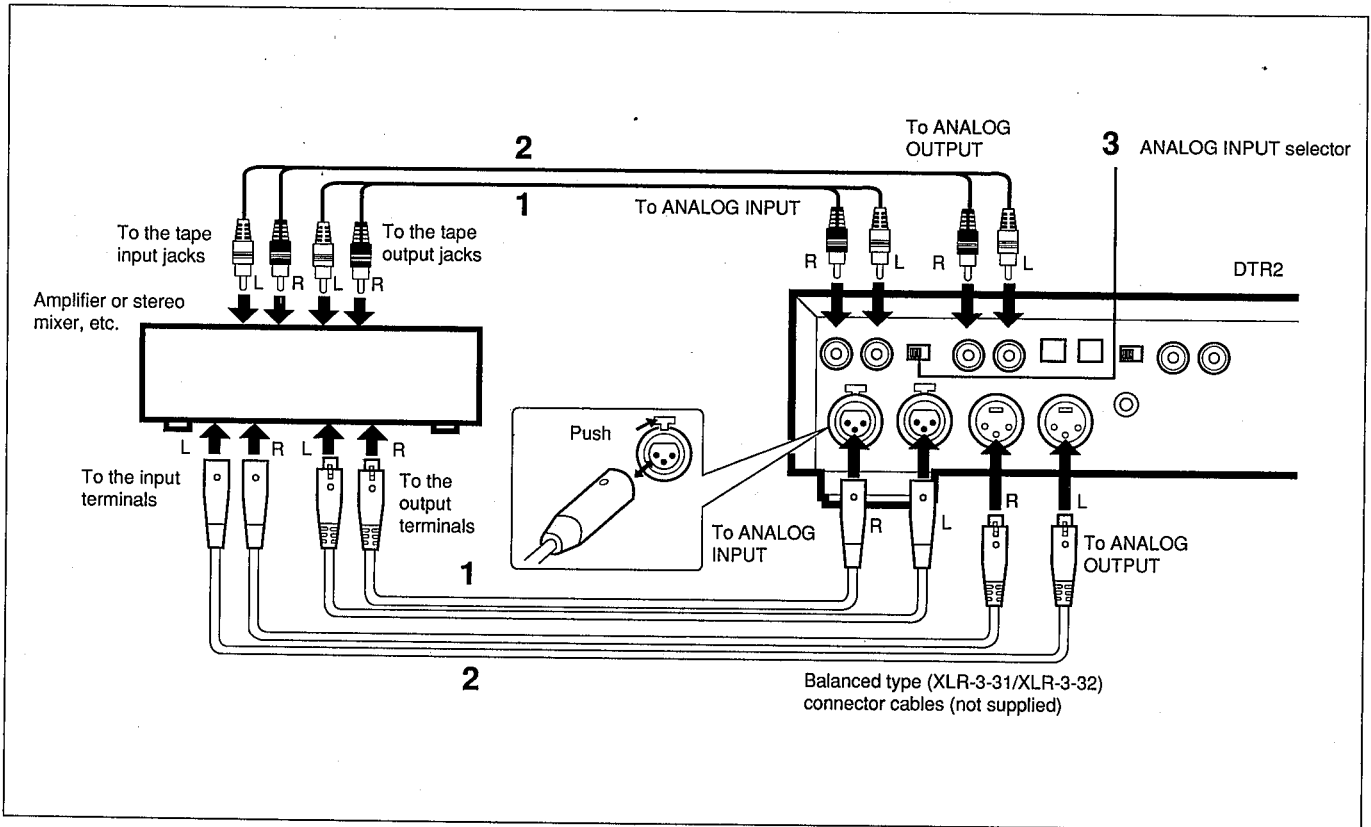 To ANALOG
OUTPUT
3 ANALOG INPUT selector
2
1
To ANALOG INPUT
To the tape
input jacks
To the tape
output jacks
L R L R
R L R L
DTR2
Amplifier or stereo
mixer, etc.
Push
L R L R
To the input
terminals
To the
output
terminals
To ANALOG
INPUT
R L R L
To ANALOG
OUTPUT
1
2
Balanced type (XLR-3-31/XLR-3-32)
connector cables (not supplied)